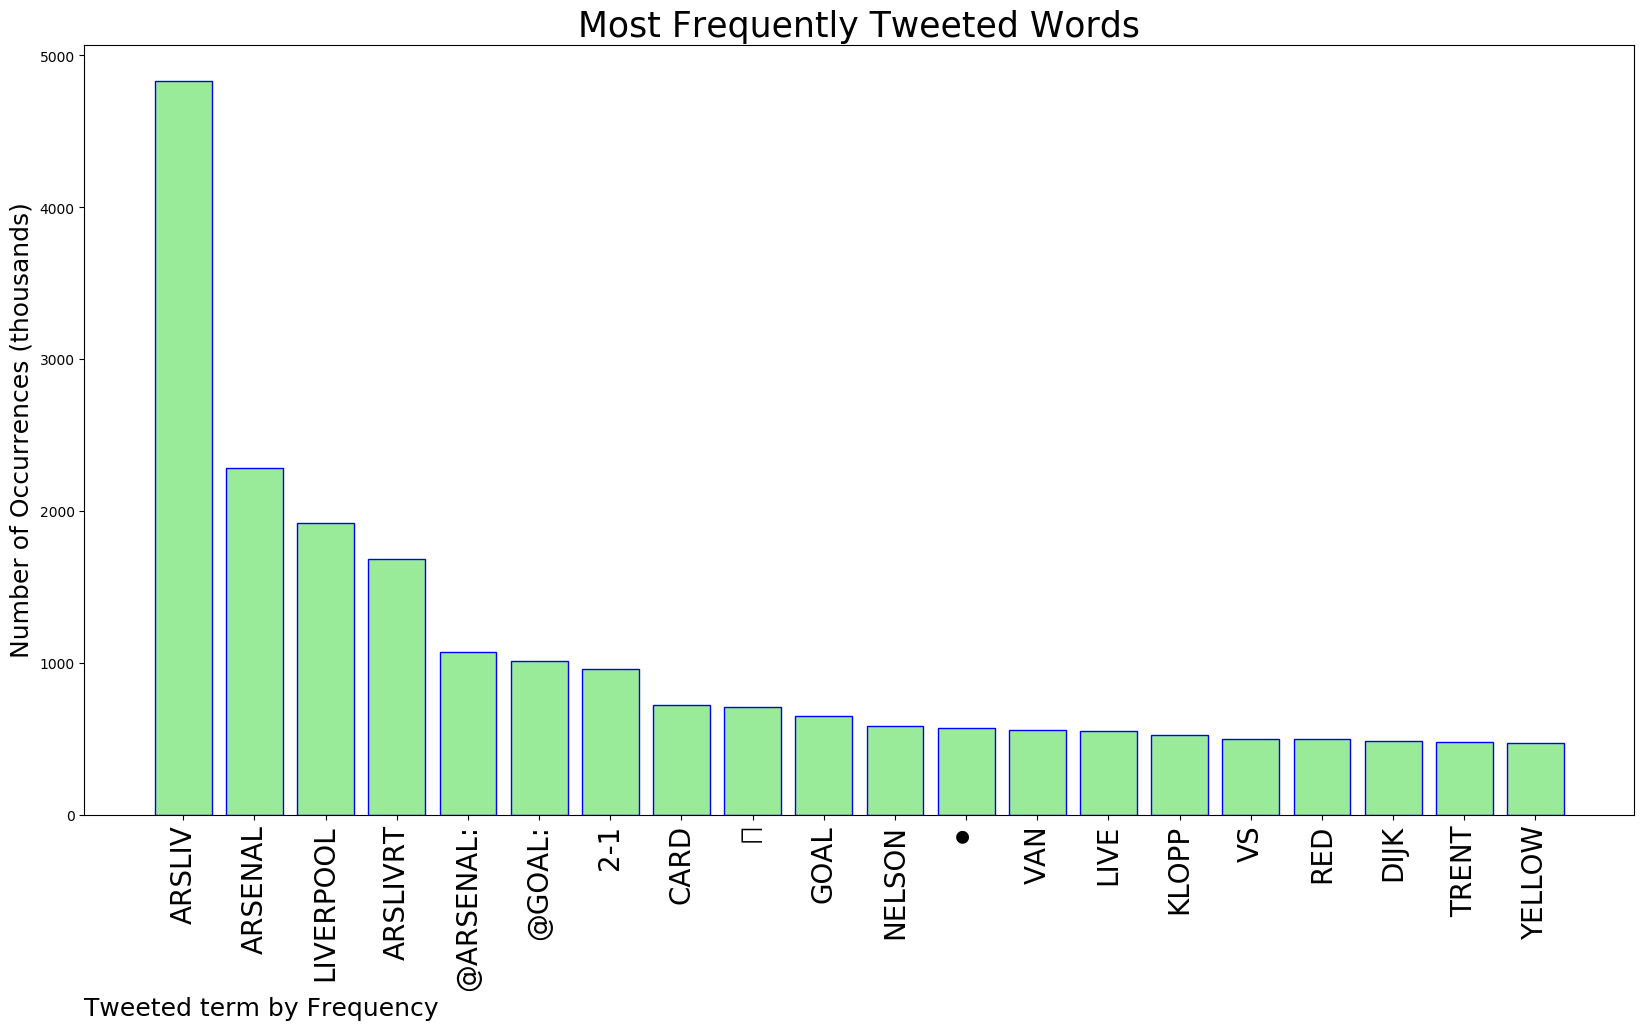 Most Frequently Tweeted Words
Number of Occurrences (thousands)
5000
4000
3000
2000
1000
0
ARSLIV
ARSENAL
LIVERPOOL
ARSLIVRT
@ARSENAL:
@GOAL:
2-1
CARD
GOAL
NELSON
●
VAN
LIVE
KLOPP
VS
RED
DIJK
TRENT
YELLOW
Tweeted term by Frequency